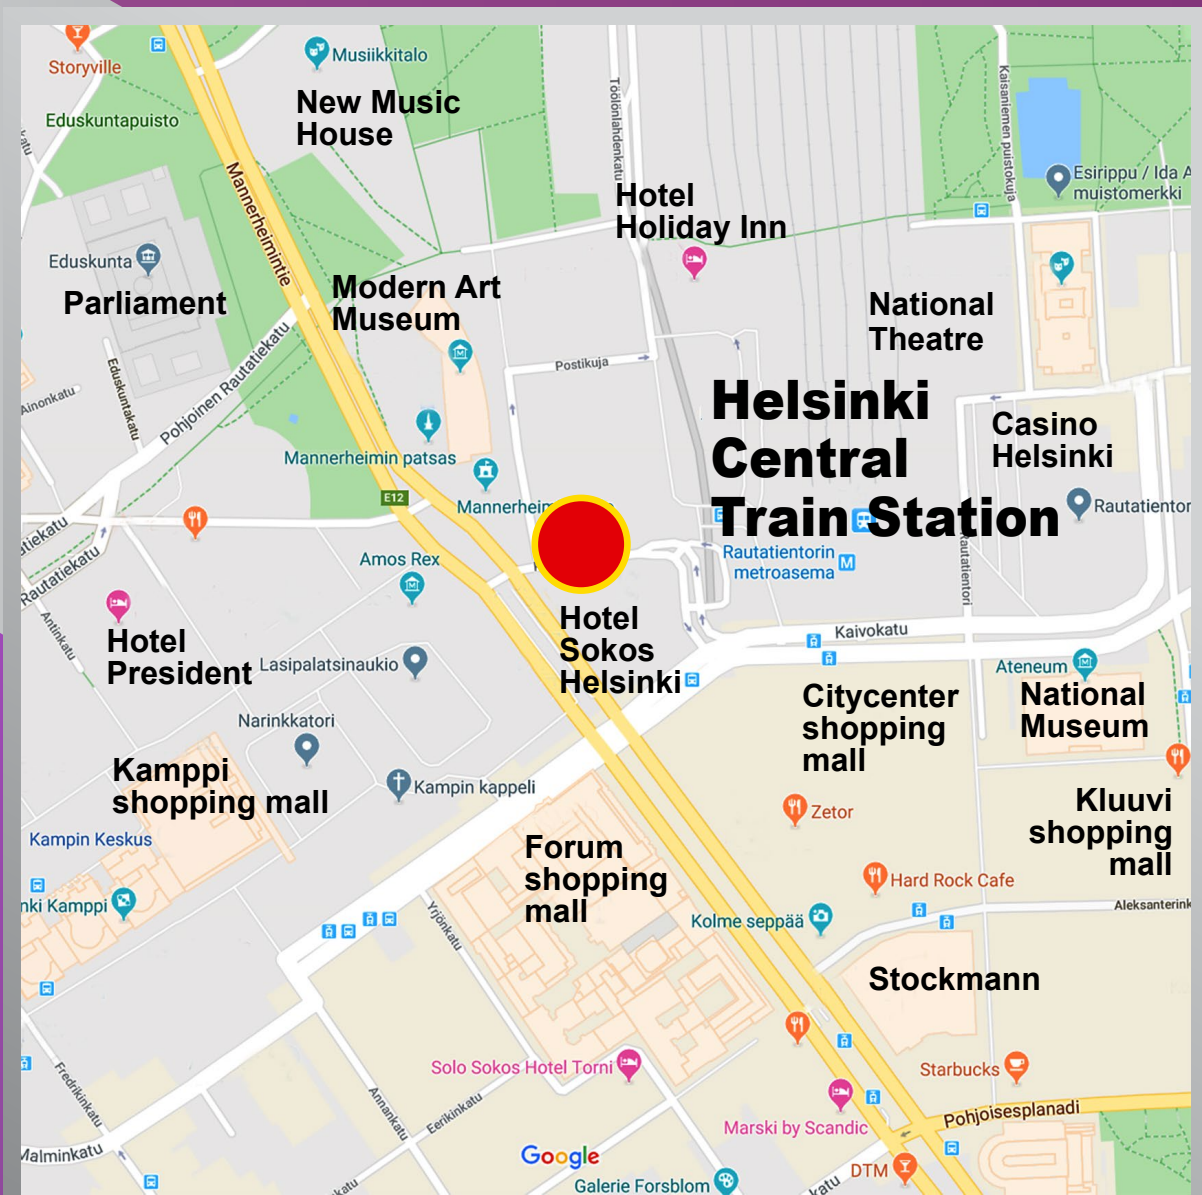 Storyville
Musiikkitalo
New Music
House
Eduskuntapuisto
Töölönlahdenkatu
Kaisaniemen puistokuja
Esirippu / Ida A
muistomerkki
Mannerheimintie
Hotel
Holiday Inn
Eduskunta
Parliament
Modern Art
Museum
National
Theatre
Postikuja
Ainonkatu
Eduskuntakatu
Pohjoinen Rautatiekatu
Helsinki
Central
Train Station
Casino
Helsinki
Mannerheimin patsas
E12
Rautatientor
Rautatientorin
metroasema
M
Rautatientori
Rautatiekatu
Amos Rex
Antinkatu
Hotel
President
Lasipalatsinaukio
Hotel
Sokos
Helsinki
Kaivokatu
Ateneum
National
Museum
Citycenter
shopping
mall
Narinkkatori
Kamppi
shopping mall
Kampin kappeli
Kampin Keskus
Zetor
Kluuvi
shopping
mall
Forum
shopping
mall
Hard Rock Cafe
nki Kamppi
Yrjönkatu
Kolme seppää
Aleksanterink
Stockmann
Solo Sokos Hotel Torni
Starbucks
Fredrikinkatu
Annankatu
Eerikinkatu
Marski by Scandic
Pohjoisesplanadi
Malminkatu
Google
DTM
Galerie Forsblom
katu